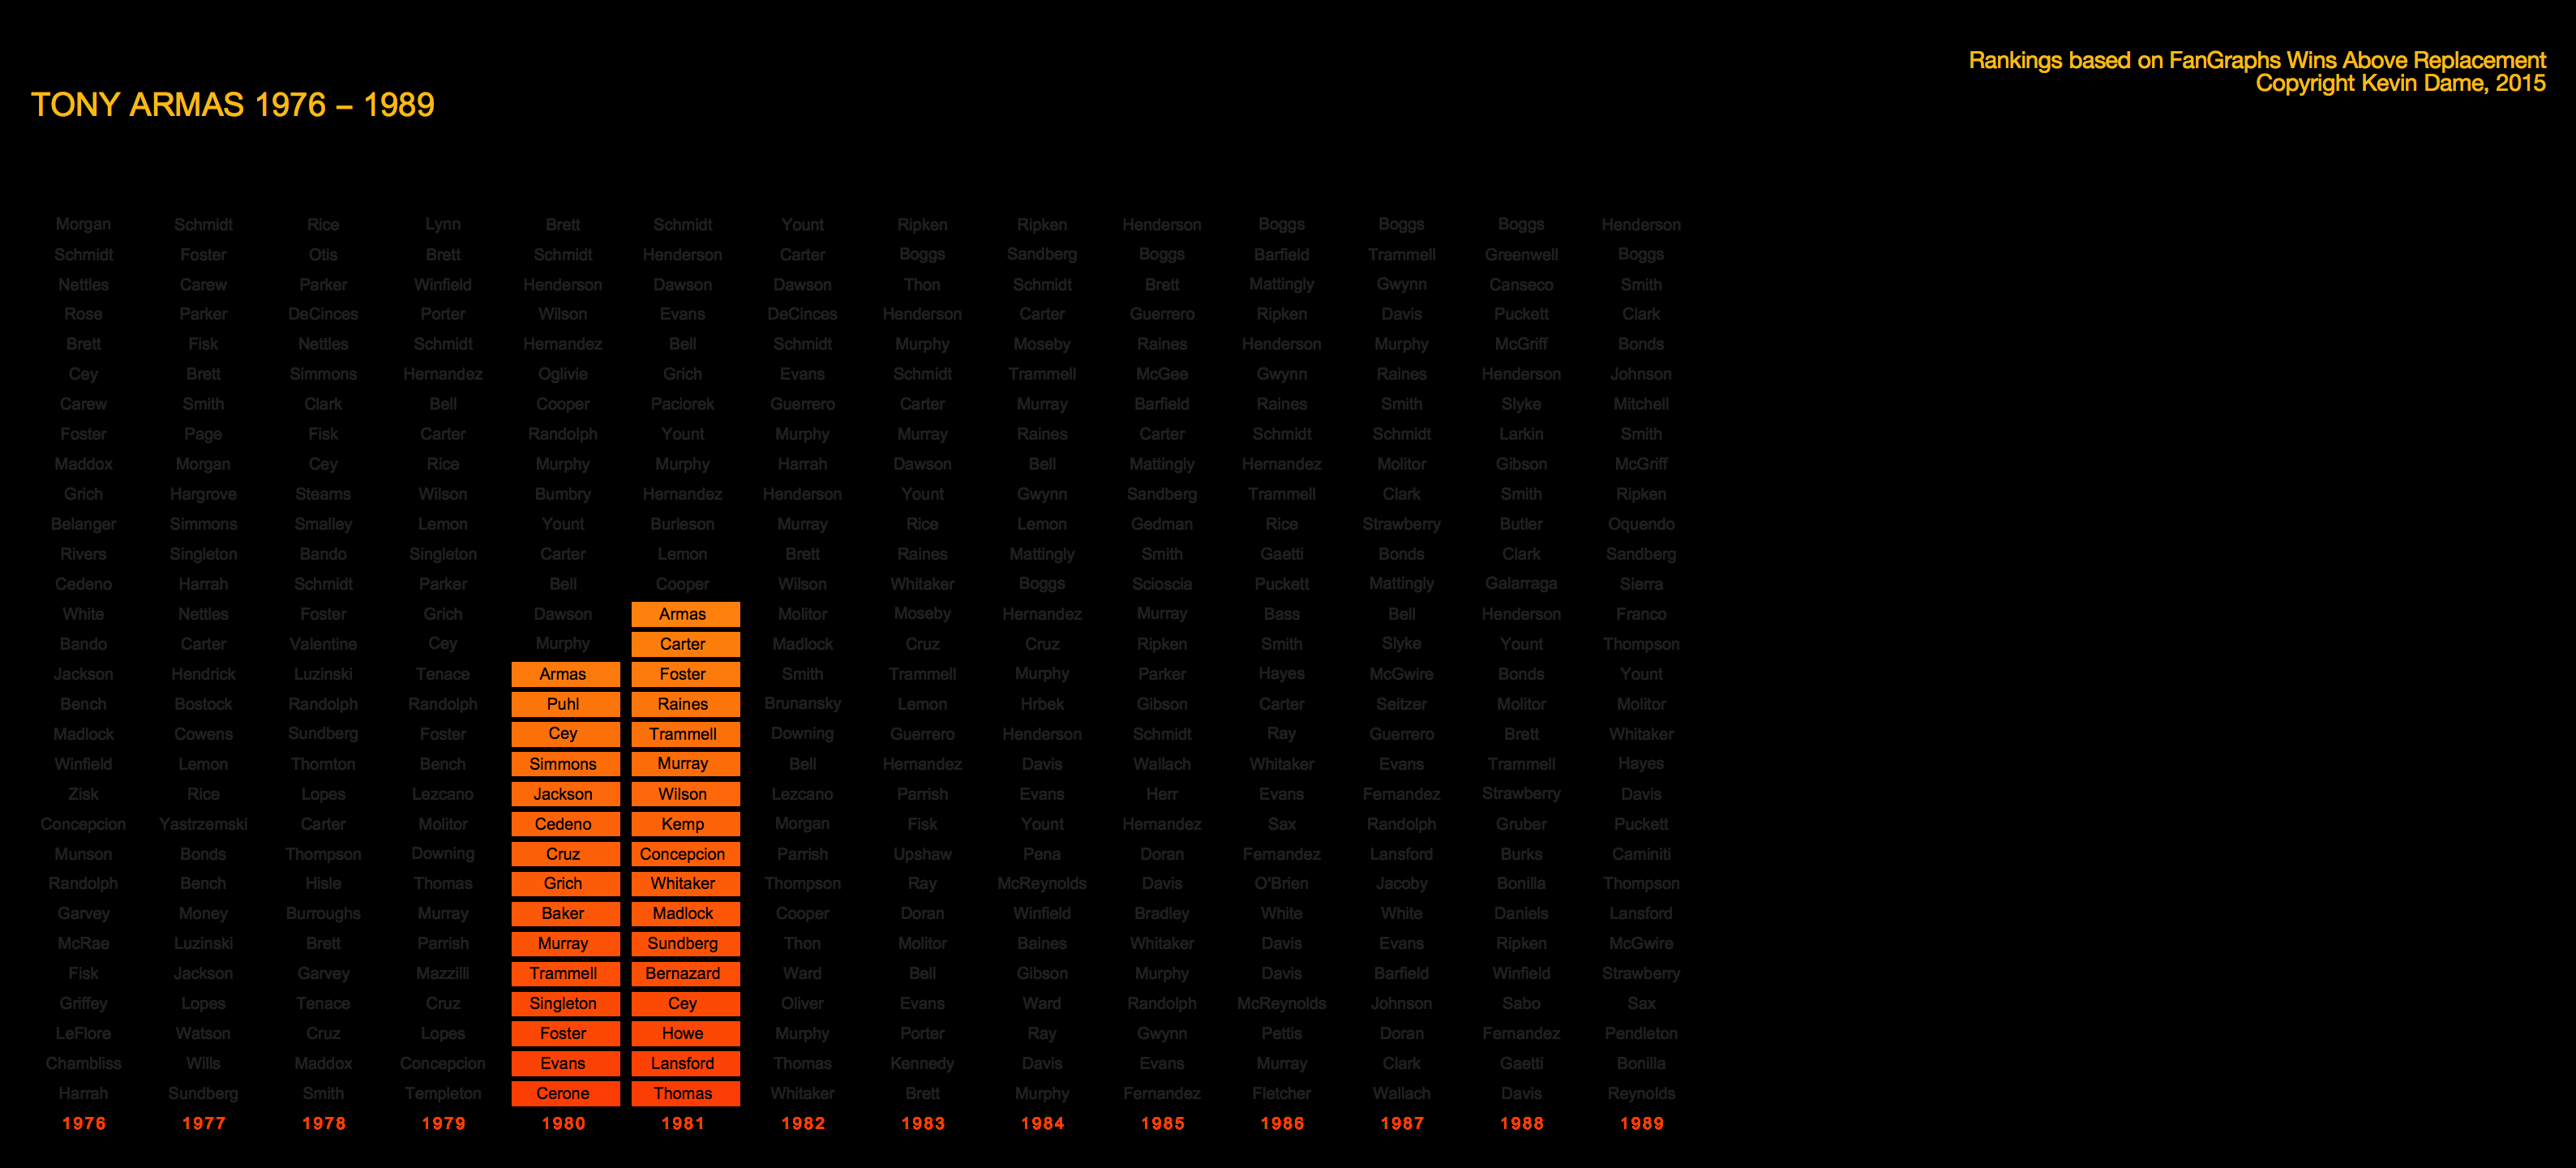 Rankings based on FanGraphs Wins Above Replacement
Copyright Kevin Dame, 2015
TONY ARMAS 1976 – 1989
Morgan Schmidt Rice Lynn Brett Schmidt Yount Ripken Ripken Henderson Boggs Boggs Boggs Henderson
Schmidt Foster Otis Brett Schmidt Henderson Carter Boggs Sandberg Boggs Barfield Trammell Greenwell Boggs
Nettles Carew Parker Winfield Henderson Dawson Dawson Thon Schmidt Brett Mattingly Gwynn Canseco Smith
Rose Parker DeCinces Porter Wilson Evans DeCinces Henderson Carter Guerrero Ripken Davis Puckett Clark
Brett Fisk Nettles Schmidt Hernandez Bell Schmidt Murphy Moseby Raines Henderson Murphy McGriff Bonds
Cey Brett Simmons Hernandez Oglivie Grich Evans Schmidt Trammell McGee Gwynn Raines Henderson Johnson
Carew Smith Clark Bell Cooper Paciorek Guerrero Carter Murray Barfield Raines Smith Slyke Mitchell
Foster Page Fisk Carter Randolph Yount Murphy Murray Raines Carter Schmidt Schmidt Larkin Smith
Maddox Morgan Cey Rice Murphy Murphy Harrah Dawson Bell Mattingly Hernandez Molitor Gibson McGriff
Grich Hargrove Stearns Wilson Bumbry Hernandez Henderson Yount Gwynn Sandberg Trammell Clark Smith Ripken
Belanger Simmons Smalley Lemon Yount Burleson Murray Rice Lemon Gedman Rice Strawberry Butler Oquendo
Rivers Singleton Bando Singleton Carter Lemon Brett Raines Mattingly Smith Gaetti Bonds Clark Sandberg
Cedeno Harrah Schmidt Parker Bell Cooper Wilson Whitaker Boggs Scioscia Puckett Mattingly Galarraga Sierra
White Nettles Foster Grich Dawson Armas Molitor Moseby Hernandez Murray Bass Bell Henderson Franco
Bando Carter Valentine Cey Murphy Carter Madlock Cruz Cruz Ripken Smith Slyke Yount Thompson
Jackson Hendrick Luzinski Tenace Armas Foster Smith Trammell Murphy Parker Hayes McGwire Bonds Yount
Bench Bostock Randolph Randolph Puhl Raines Brunansky Lemon Hrbek Gibson Carter Seitzer Molitor Molitor
Madlock Cowens Sundberg Foster Cey Trammell Downing Guerrero Henderson Schmidt Ray Guerrero Brett Whitaker
Winfield Lemon Thornton Bench Simmons Murray Bell Hernandez Davis Wallach Whitaker Evans Trammell Hayes
Zisk Rice Lopes Lezcano Jackson Wilson Lezcano Parrish Evans Herr Evans Fernandez Strawberry Davis
Concepcion Yastrzemski Carter Molitor Cedeno Kemp Morgan Fisk Yount Hernandez Sax Randolph Gruber Puckett
Munson Bonds Thompson Downing Cruz Concepcion Parrish Upshaw Pena Doran Fernandez Lansford Burks Caminiti
Randolph Bench Hisle Thomas Grich Whitaker Thompson Ray McReynolds Davis O'Brien Jacoby Bonilla Thompson
Garvey Money Burroughs Murray Baker Madlock Cooper Doran Winfield Bradley White White Daniels Lansford
McRae Luzinski Brett Parrish Murray Sundberg Thon Molitor Baines Whitaker Davis Evans Ripken McGwire
Fisk Jackson Garvey Mazzilli Trammell Bernazard Ward Bell Gibson Murphy Davis Barfield Winfield Strawberry
Griffey Lopes Tenace Cruz Singleton Cey Oliver Evans Ward Randolph McReynolds Johnson Sabo Sax
LeFlore Watson Cruz Lopes Foster Howe Murphy Porter Ray Gwynn Pettis Doran Fernandez Pendleton
Chambliss Wills Maddox Concepcion Evans Lansford Thomas Kennedy Davis Evans Murray Clark Gaetti Bonilla
Harrah Sundberg Smith Templeton Cerone Thomas Whitaker Brett Murphy Fernandez Fletcher Wallach Davis Reynolds
1976 1977 1978 1979 1980 1981 1982 1983 1984 1985 1986 1987 1988 1989